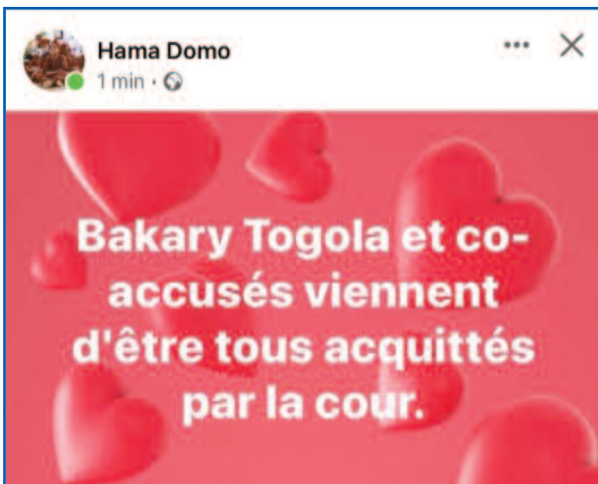 Hama Domo
1 min ·
Bakary Togola et co-
accusés viennent
d'être tous acquittés
par la cour.